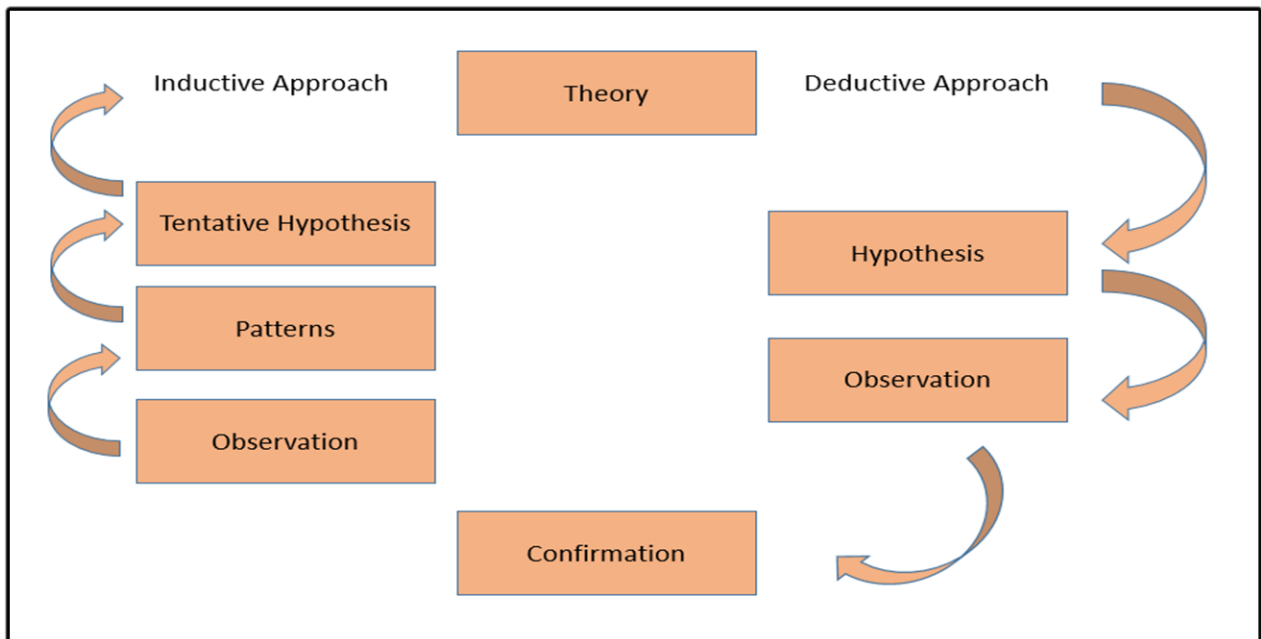 Inductive Approach
Theory
Deductive Approach
Tentative Hypothesis
Hypothesis
Patterns
Observation
Observation
Confirmation